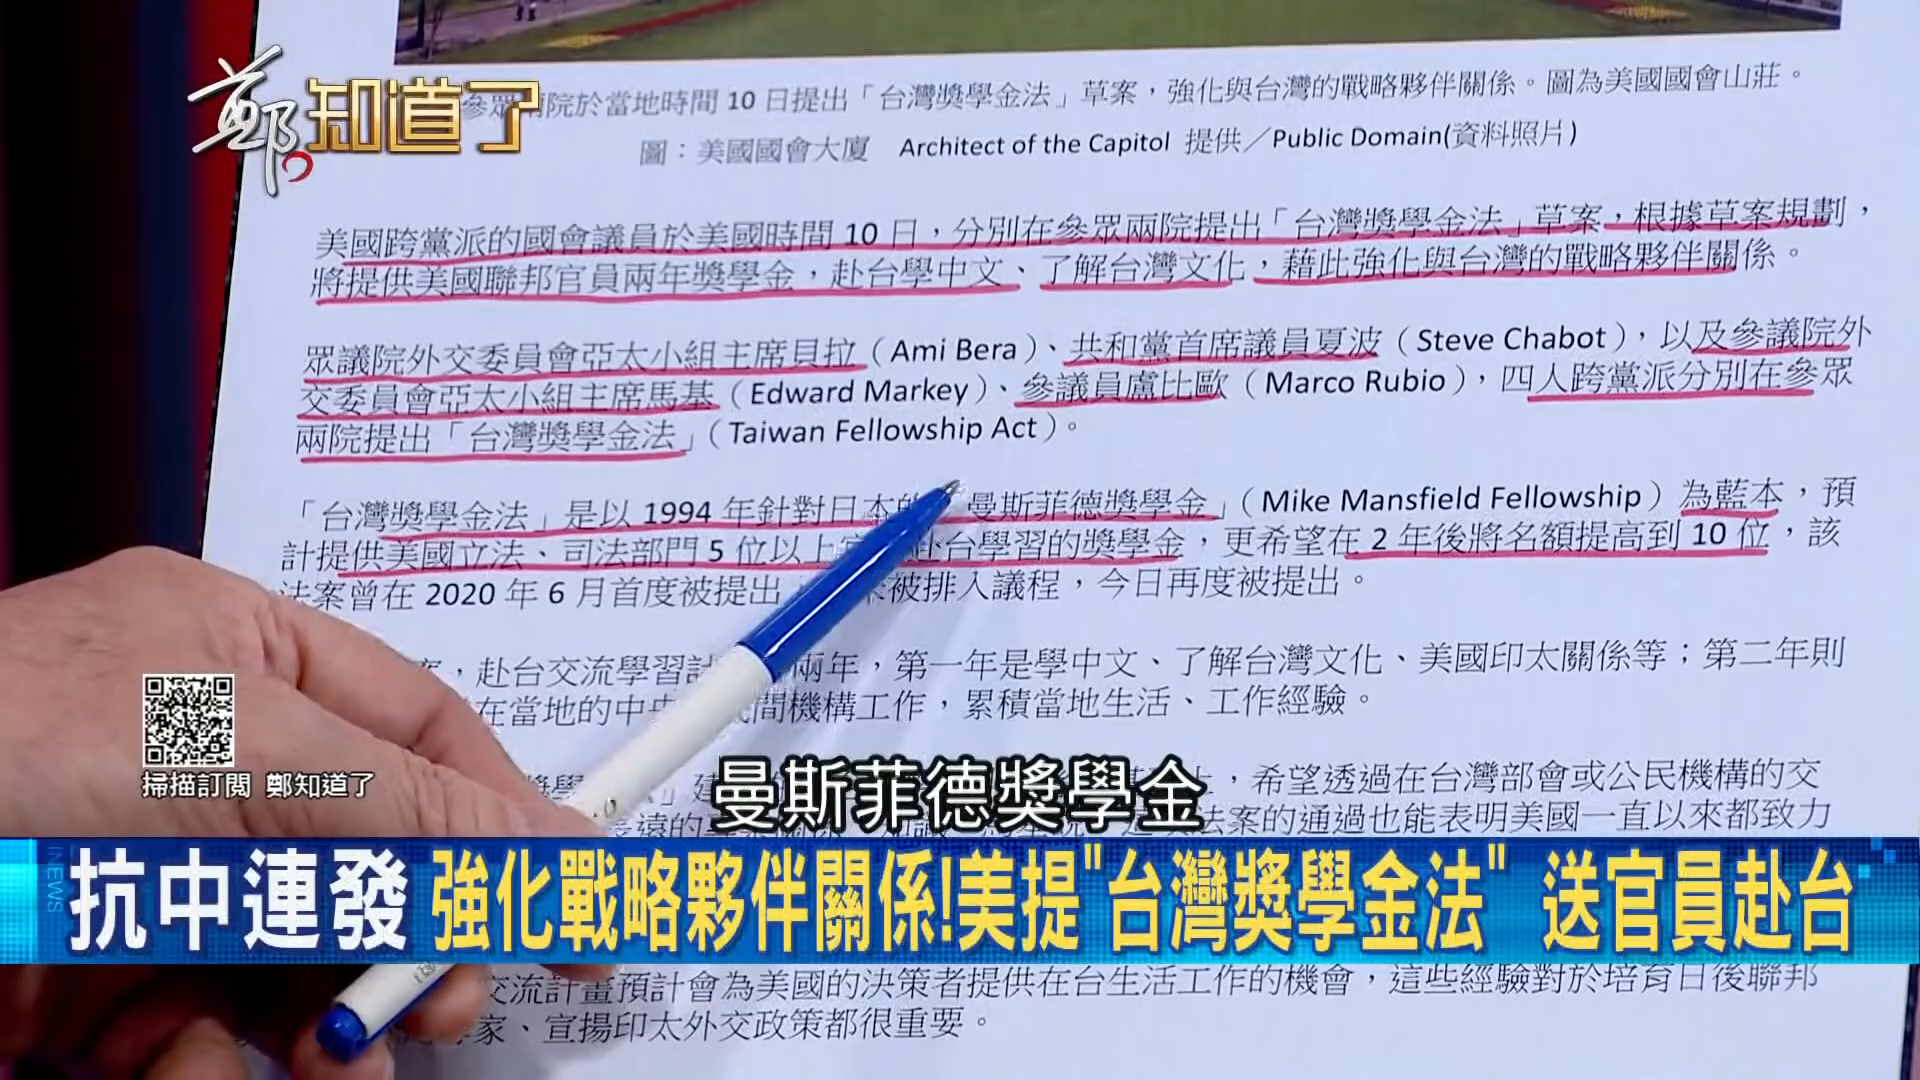 鄭知道了
參眾兩院於當地時間 10 日提出「台灣獎學金法」草案，強化與台灣的戰略夥伴關係。圖為美國國會山莊。
圖：美國國會大廈 Architect of the Capitol 提供／Public Domain(資料照片)
美國跨黨派的國會議員於美國時間 10 日，分別在參眾兩院提出「台灣獎學金法」草案，根據草案規劃，
將提供美國聯邦官員兩年獎學金，赴台學中文、了解台灣文化，藉此強化與台灣的戰略夥伴關係。
眾議院外交委員會亞太小組主席貝拉（Ami Bera）、共和黨首席議員夏波（Steve Chabot），以及參議院外
交委員會亞太小組主席馬基（Edward Markey）、參議員盧比歐（Marco Rubio），四人跨黨派分別在參眾
兩院提出「台灣獎學金法」（Taiwan Fellowship Act）。
「台灣獎學金法」是以 1994 年針對日本的 曼斯菲德獎學金」（Mike Mansfield Fellowship）為藍本，預
計提供美國立法、司法部門 5 位以上 赴台學習的獎學金，更希望在 2 年後將名額提高到 10 位，該
法案曾在 2020 年 6 月首度被提出 被排入議程，今日再度被提出。
，赴台交流學習計 兩年，第一年是學中文、了解台灣文化、美國印太關係等；第二年則
在當地的中央 間機構工作，累積當地生活、工作經驗。
，希望透過在台灣部會或公民機構的交
法案的通過也能表明美國一直以來都致力
掃描訂閱 鄭知道了
曼斯菲德獎學金
INEWS
抗中連發 強化戰略夥伴關係!美提"台灣獎學金法" 送官員赴台
交流計畫預計會為美國的決策者提供在台生活工作的機會，這些經驗對於培育日後聯邦
家、宣揚印太外交政策都很重要。